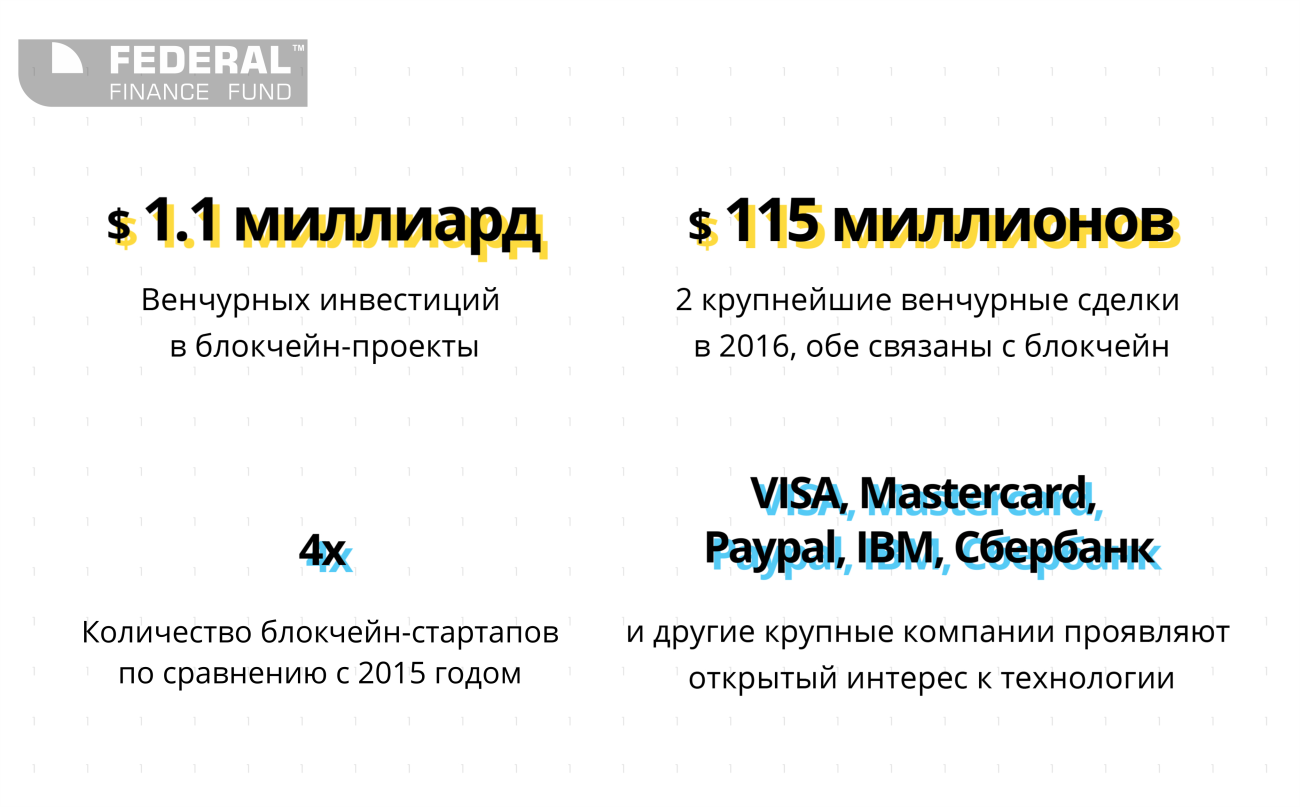 FEDERAL™
FINANCE FUND
$ 1.1 миллиард
Венчурных инвестиций
в блокчейн-проекты
$ 115 миллионов
2 крупнейшие венчурные сделки
в 2016, обе связаны с блокчейн
4x
Количество блокчейн-стартапов
по сравнению с 2015 годом
VISA, Mastercard,
Paypal, IBM, Сбербанк
и другие крупные компании проявляют
открытый интерес к технологии